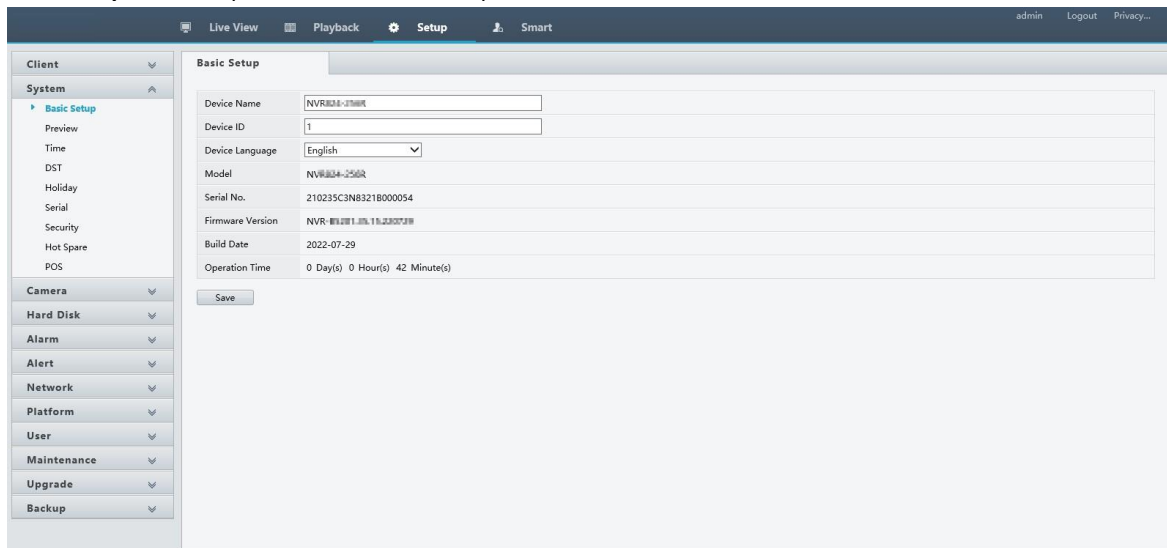 admin Logout Privacy...
Live View Playback Setup Smart
Client
System
Basic Setup
Preview
Time
DST
Holiday
Serial
Security
Hot Spare
POS
Camera
Hard Disk
Alarm
Alert
Network
Platform
User
Maintenance
Upgrade
Backup
Basic Setup
Device Name
Device ID 1
Device Language English
Model
Serial No. 210235C3N8321B000054
Firmware Version
Build Date 2022-07-29
Operation Time 0 Day(s) 0 Hour(s) 42 Minute(s)
Save